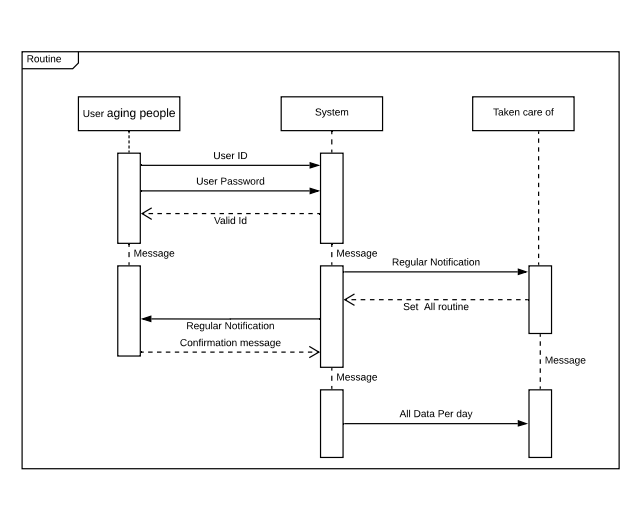 Routine
User aging people
System
Taken care of
User ID
User Password
Valid Id
Message
Message
Regular Notification
Set All routine
Regular Notification
Confirmation message
Message
Message
All Data Per day